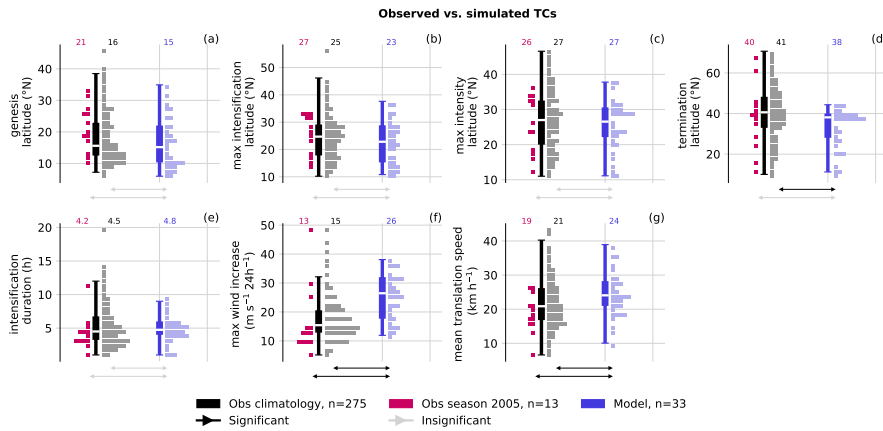 Observed vs. simulated TCs
21 16 15 (a)
genesis latitude (°N)
40
30
20
10
27 25 23 (b)
max intensification latitude (°N)
50
40
30
20
10
26 27 27 (c)
max intensity latitude (°N)
40
30
20
10
40 41 38 (d)
termination latitude (°N)
60
40
20
4.2 4.5 4.8 (e)
intensification duration (h)
20
15
10
5
13 15 26 (f)
max wind increase (m s⁻¹ 24h⁻¹)
50
40
30
20
10
19 21 24 (g)
mean translation speed (km h⁻¹)
40
30
20
10
Obs climatology, n=275 Obs season 2005, n=13 Model, n=33
Significant Insignificant